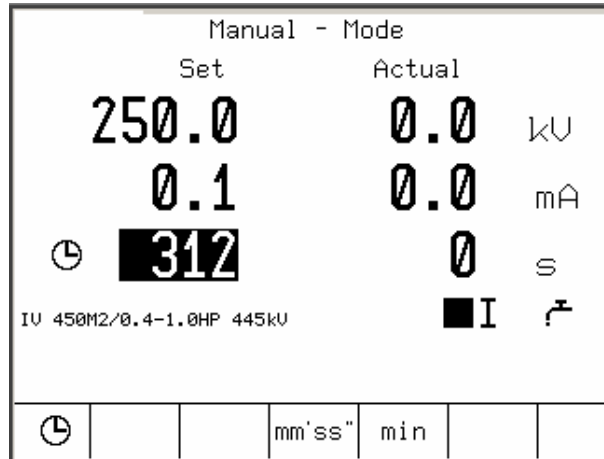 Manual - Mode
Set Actual
250.0 0.0 kV
0.1 0.0 mA
312 0 s
IV 450M2/0.4-1.0HP 445kV
I
mm'ss" min